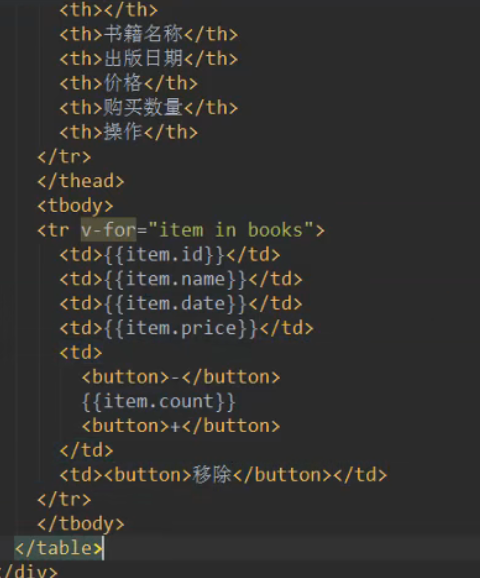 <th></th>
<th>书籍名称</th>
<th>出版日期</th>
<th>价格</th>
<th>购买数量</th>
<th>操作</th>
</tr>
</thead>
<tbody>
<tr v-for="item in books">
<td>{{item.id}}</td>
<td>{{item.name}}</td>
<td>{{item.date}}</td>
<td>{{item.price}}</td>
<td>
<button>-</button>
{{item.count}}
<button>+</button>
</td>
<td><button>移除</button></td>
</tr>
</tbody>
</table>
</div>